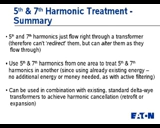 5th & 7th Harmonic Treatment -
Summary
• 5th and 7th harmonics just flow right through a transformer
(therefore can't 'redirect' them, but can alter them as they
flow through)
• Use 5th & 7th harmonics from one area to treat 5th & 7th
harmonics in another (since using already existing energy –
no additional energy or money needed, as with active filtering)
• Can be used in combination with existing, standard delta-wye
transformers to achieve harmonic cancellation (retrofit or
expansion)
EATON